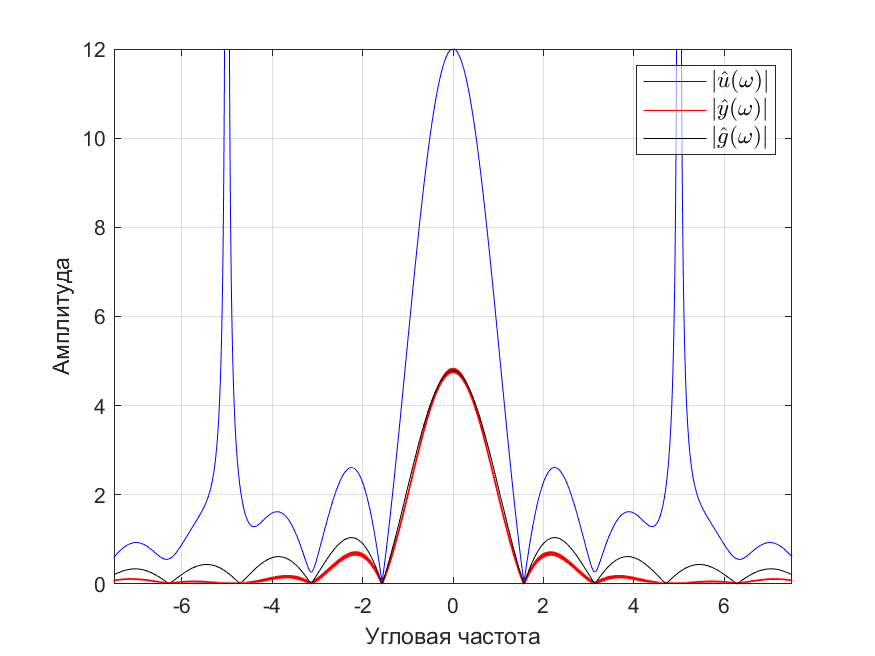 12
10
8
6
4
2
0
-6 -4 -2 0 2 4 6
Амплитуда
Угловая частота
|û(ω)|
|ŷ(ω)|
|ĝ(ω)|